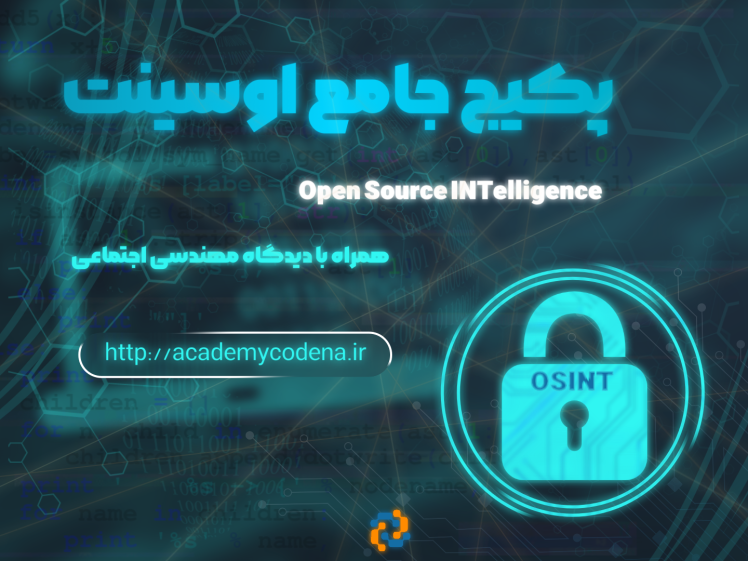 پکیج جامع اوسینت
Open Source INTelligence
همراه با دیدگاه مهندسی اجتماعی
http://academycodena.ir
OSINT